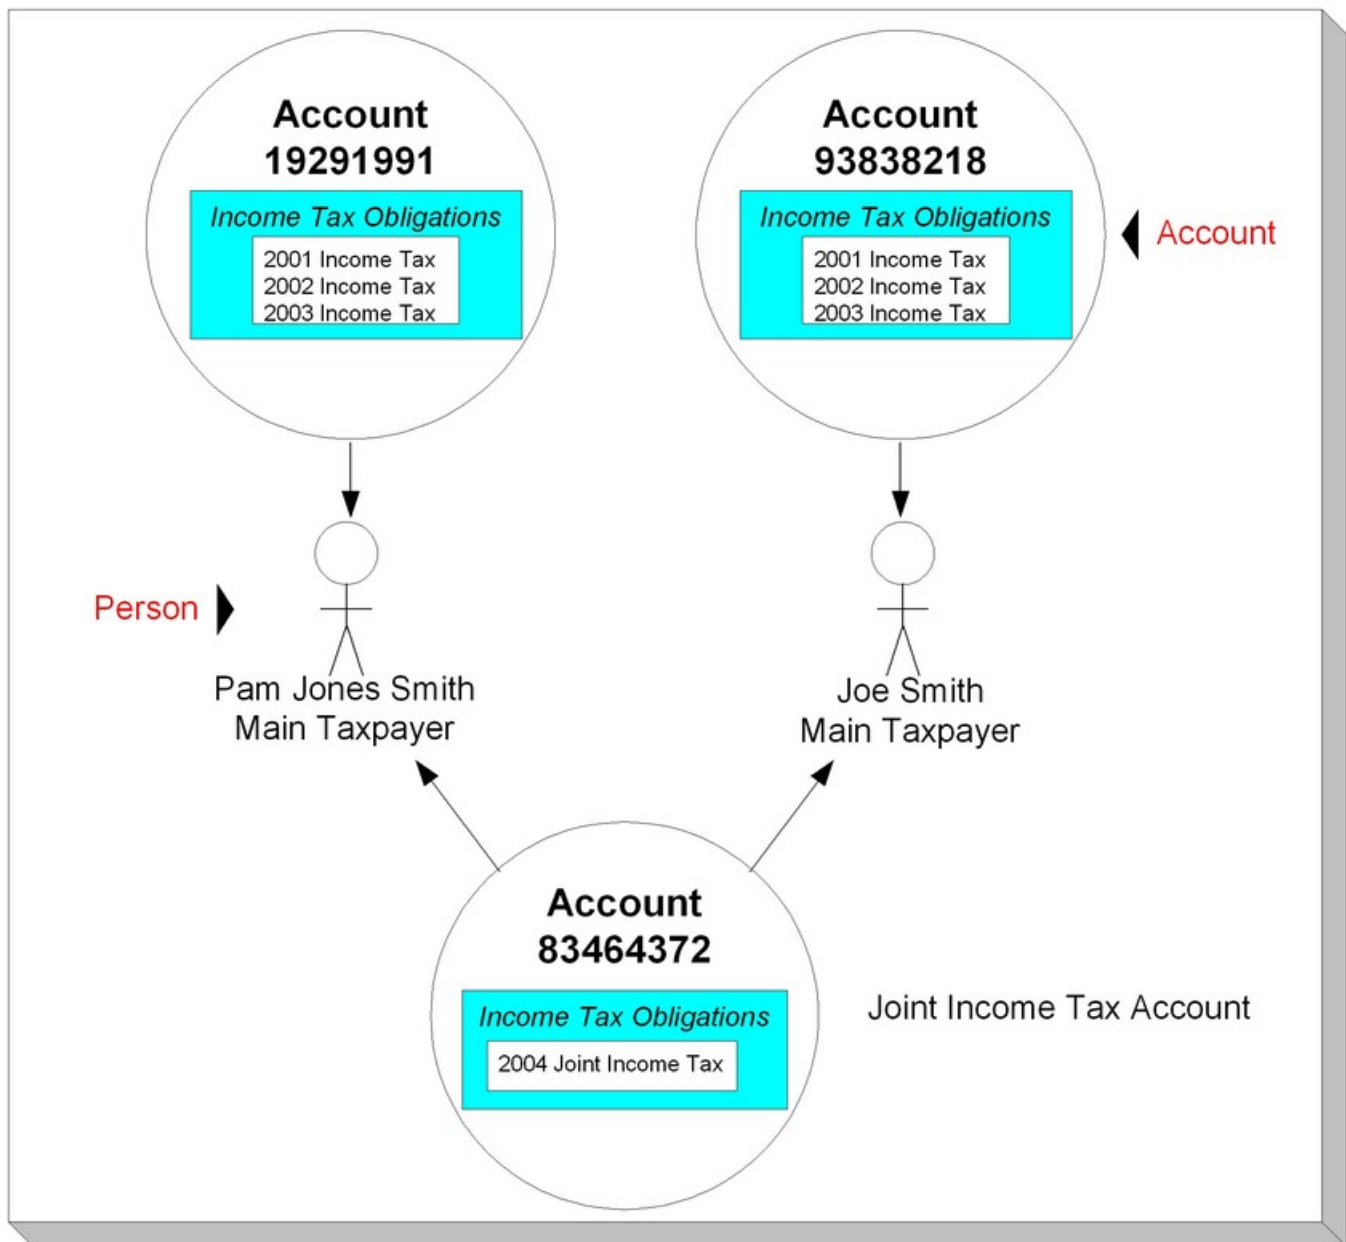 Account
19291991
Income Tax Obligations
2001 Income Tax
2002 Income Tax
2003 Income Tax
Account
93838218
Income Tax Obligations
2001 Income Tax
2002 Income Tax
2003 Income Tax
Account
Person
Pam Jones Smith
Main Taxpayer
Joe Smith
Main Taxpayer
Account
83464372
Income Tax Obligations
2004 Joint Income Tax
Joint Income Tax Account